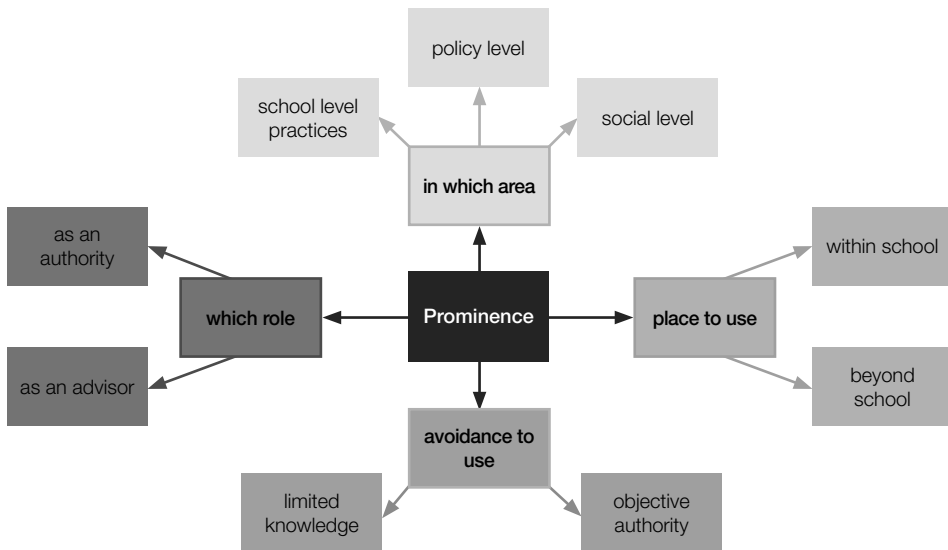 policy level
school level
practices
social level
in which area
as an
authority
within school
which role
Prominence
place to use
as an advisor
beyond
school
avoidance to
use
limited
knowledge
objective
authority